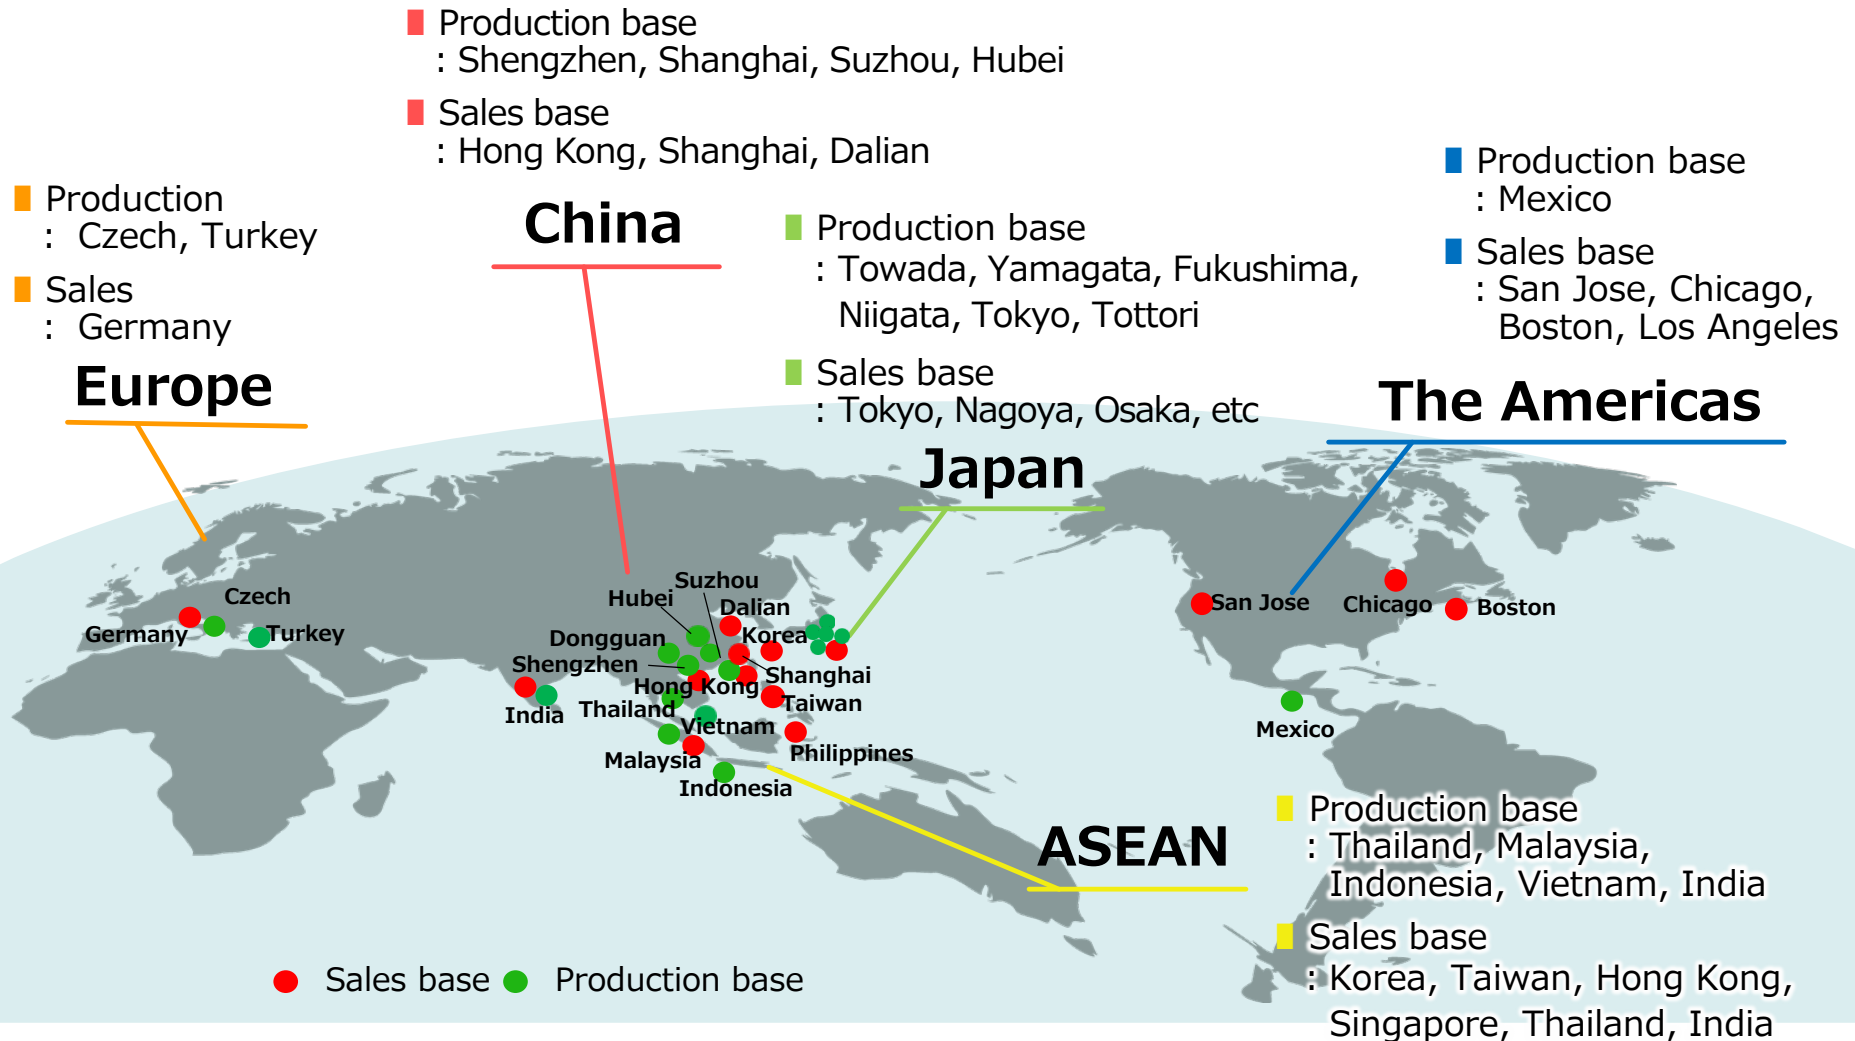 Production base
: Shengzhen, Shanghai, Suzhou, Hubei
Sales base
: Hong Kong, Shanghai, Dalian
China
Production
: Czech, Turkey
Sales
: Germany
Europe
Production base
: Towada, Yamagata, Fukushima,
Niigata, Tokyo, Tottori
Sales base
: Tokyo, Nagoya, Osaka, etc
Japan
Production base
: Mexico
Sales base
: San Jose, Chicago,
Boston, Los Angeles
The Americas
Czech
Germany
Turkey
Suzhou
Hubei
Dalian
Dongguan
Korea
Shengzhen
Shanghai
Hong Kong
India
Thailand
Taiwan
Vietnam
Malaysia
Philippines
Indonesia
San Jose
Chicago
Boston
Mexico
ASEAN
Production base
: Thailand, Malaysia,
Indonesia, Vietnam, India
Sales base
: Korea, Taiwan, Hong Kong,
Singapore, Thailand, India
Sales base
Production base